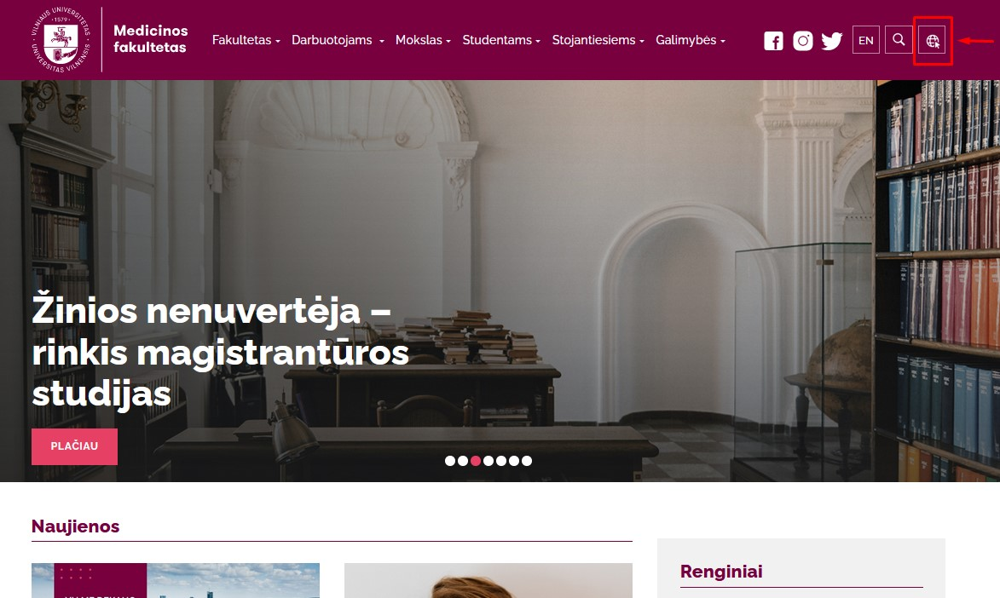 VILNIUS UNIVERSITETAS
· 1579 ·
UNIVERSITAS VILNENSIS
Medicinos
fakultetas
Fakultetas
Darbuotojams
Mokslas
Studentams
Stojantiesiems
Galimybės
EN
Žinios nenuvertėja –
rinkis magistrantūros
studijas
PLAČIAU
Naujienos
Renginiai